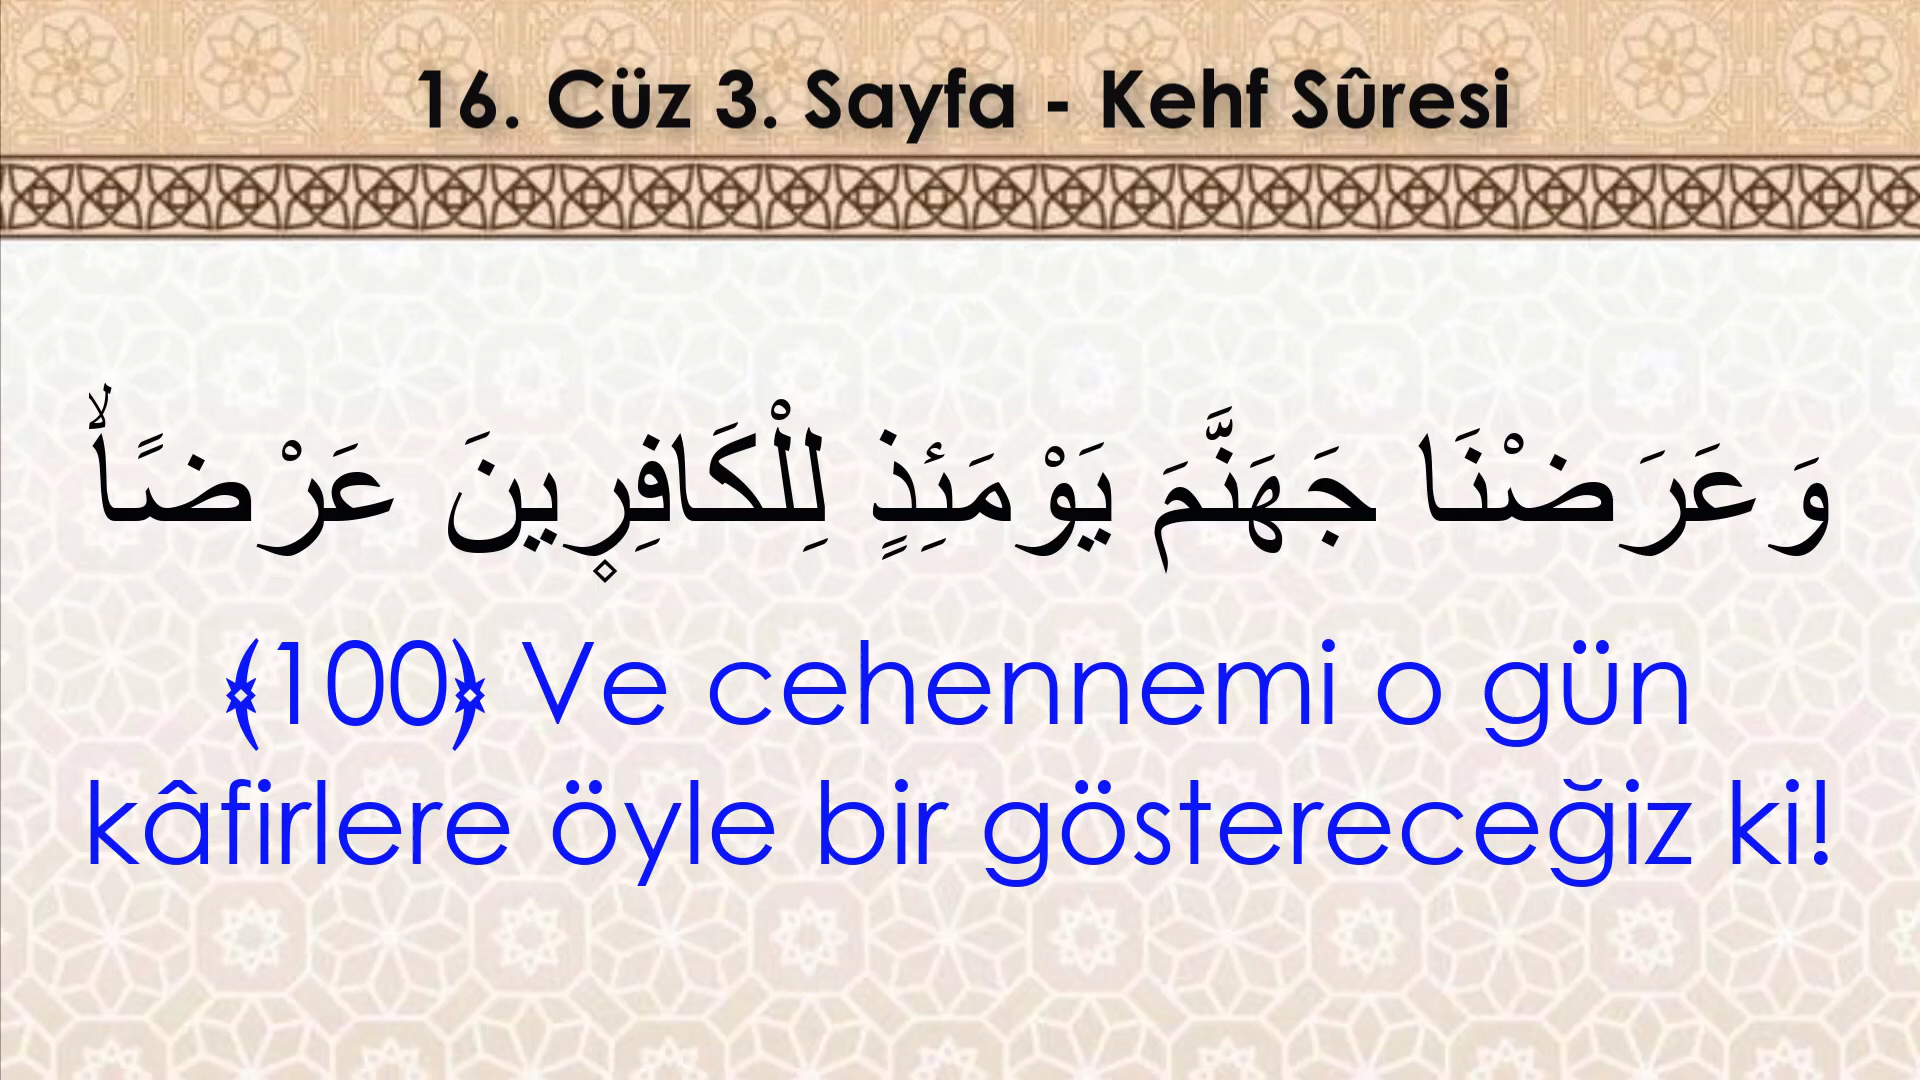 16. Cüz 3. Sayfa - Kehf Sûresi
وَعَرَضْنَا جَهَنَّمَ يَوْمَئِذٍ لِلْكَافِر۪ينَ عَرْضًاۙ
﴾100﴿ Ve cehennemi o gün
kâfirlere öyle bir göstereceğiz ki!